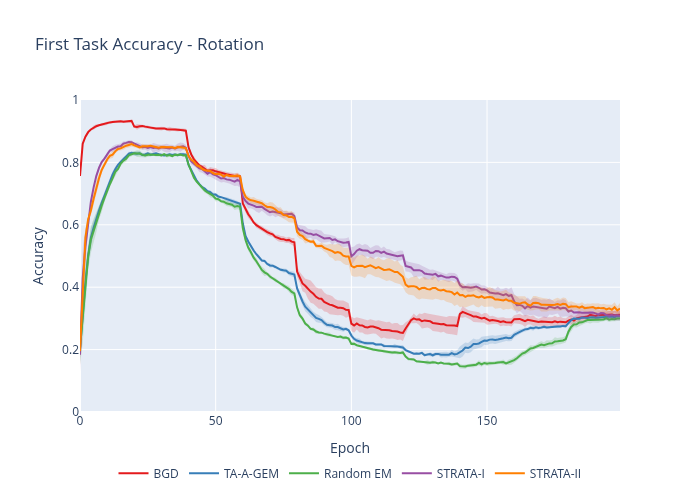 First Task Accuracy - Rotation
1
0.8
0.6
0.4
0.2
0
Accuracy
0 50 100 150
Epoch
BGD TA-A-GEM Random EM STRATA-I STRATA-II